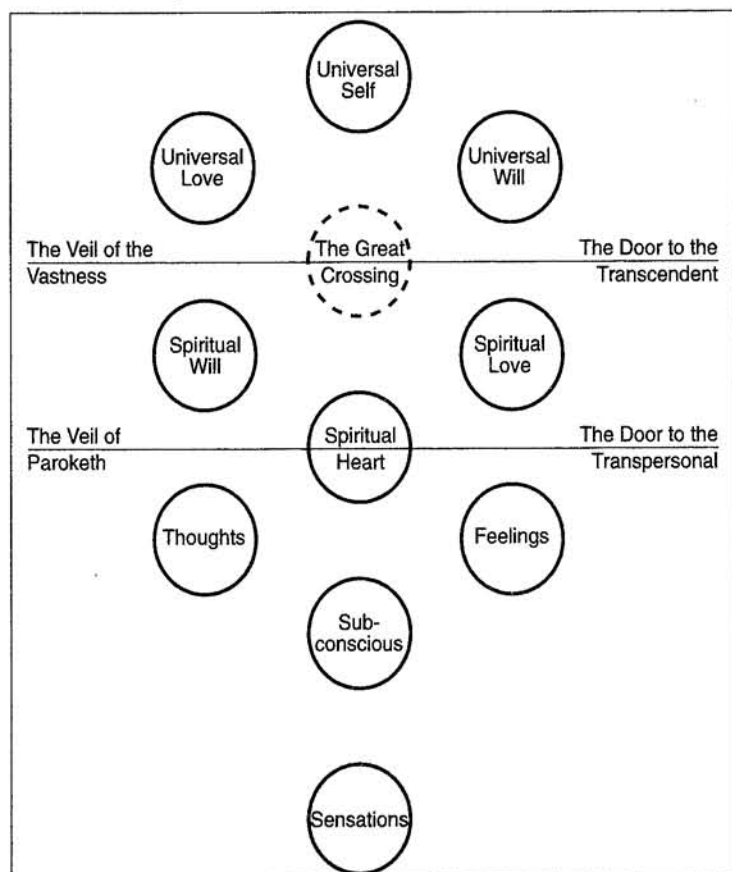 Universal
Self
Universal
Love
Universal
Will
The Veil of the
Vastness
The Great
Crossing
The Door to the
Transcendent
Spiritual
Will
Spiritual
Love
The Veil of
Paroketh
Spiritual
Heart
The Door to the
Transpersonal
Thoughts
Feelings
Sub-
conscious
Sensations